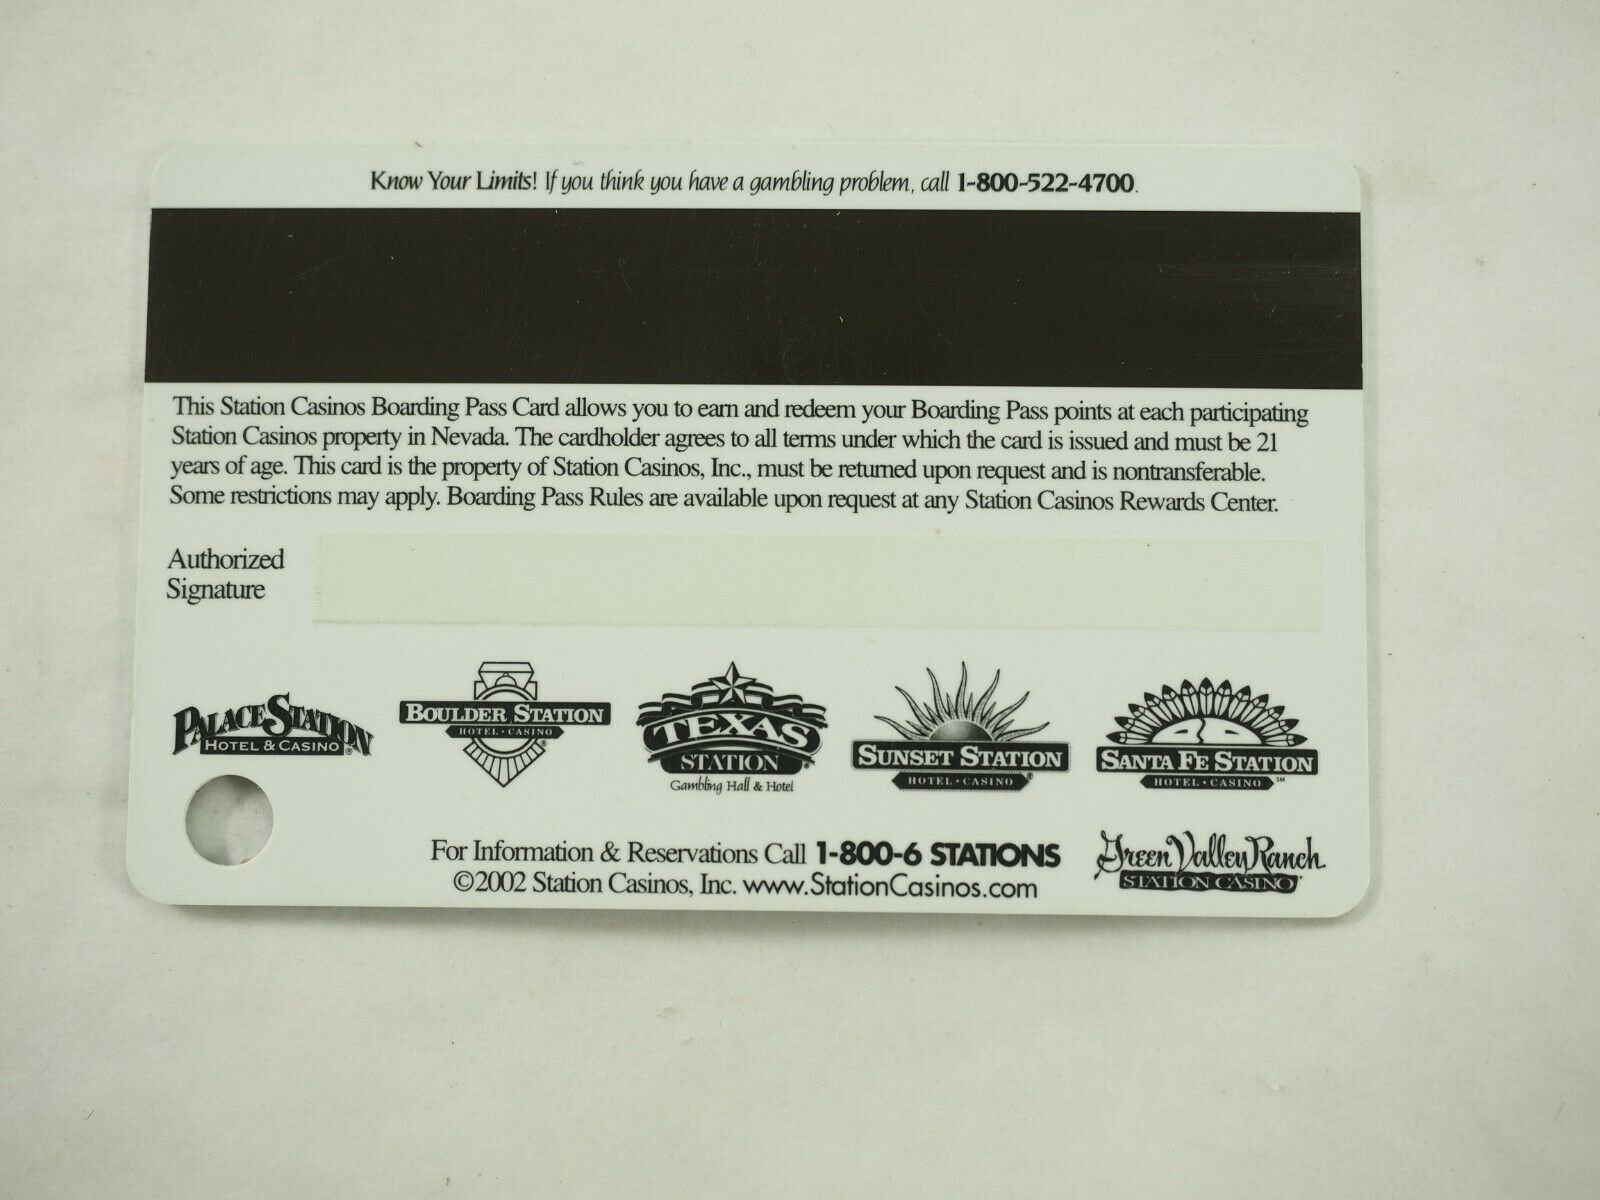 Know Your Limits! If you think you have a gambling problem, call 1-800-522-4700.
This Station Casinos Boarding Pass Card allows you to earn and redeem your Boarding Pass points at each participating
Station Casinos property in Nevada. The cardholder agrees to all terms under which the card is issued and must be 21
years of age. This card is the property of Station Casinos, Inc., must be returned upon request and is nontransferable.
Some restrictions may apply. Boarding Pass Rules are available upon request at any Station Casinos Rewards Center.
Authorized
Signature
PALACE STATION
HOTEL & CASINO®
BOULDER STATION
HOTEL • CASINO®
TEXAS
STATION®
Gambling Hall & Hotel
SUNSET STATION
HOTEL • CASINO®
SANTA FE STATION
HOTEL • CASINO℠
For Information & Reservations Call 1-800-6 STATIONS
©2002 Station Casinos, Inc. www.StationCasinos.com
Green Valley Ranch
STATION CASINO®